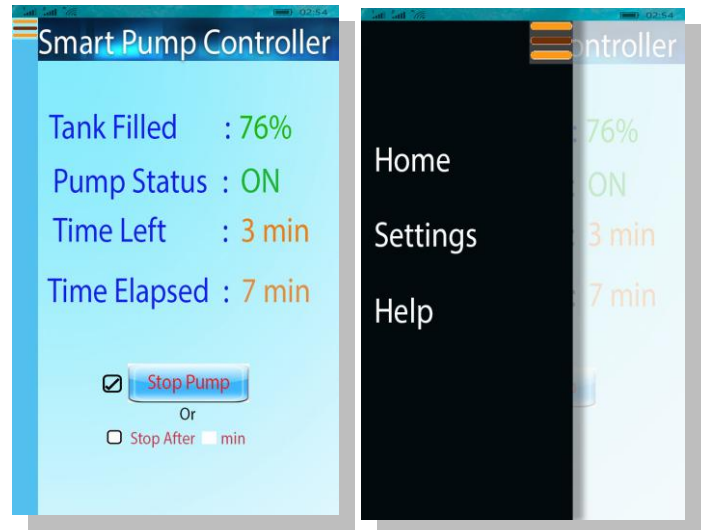 02:54
Smart Pump Controller
Tank Filled : 76%
Pump Status : ON
Time Left : 3 min
Time Elapsed : 7 min
Stop Pump
Or
Stop After min
02:54
ontroller
Home
Settings
Help
: 76%
ON
: 3 min
: 7 min